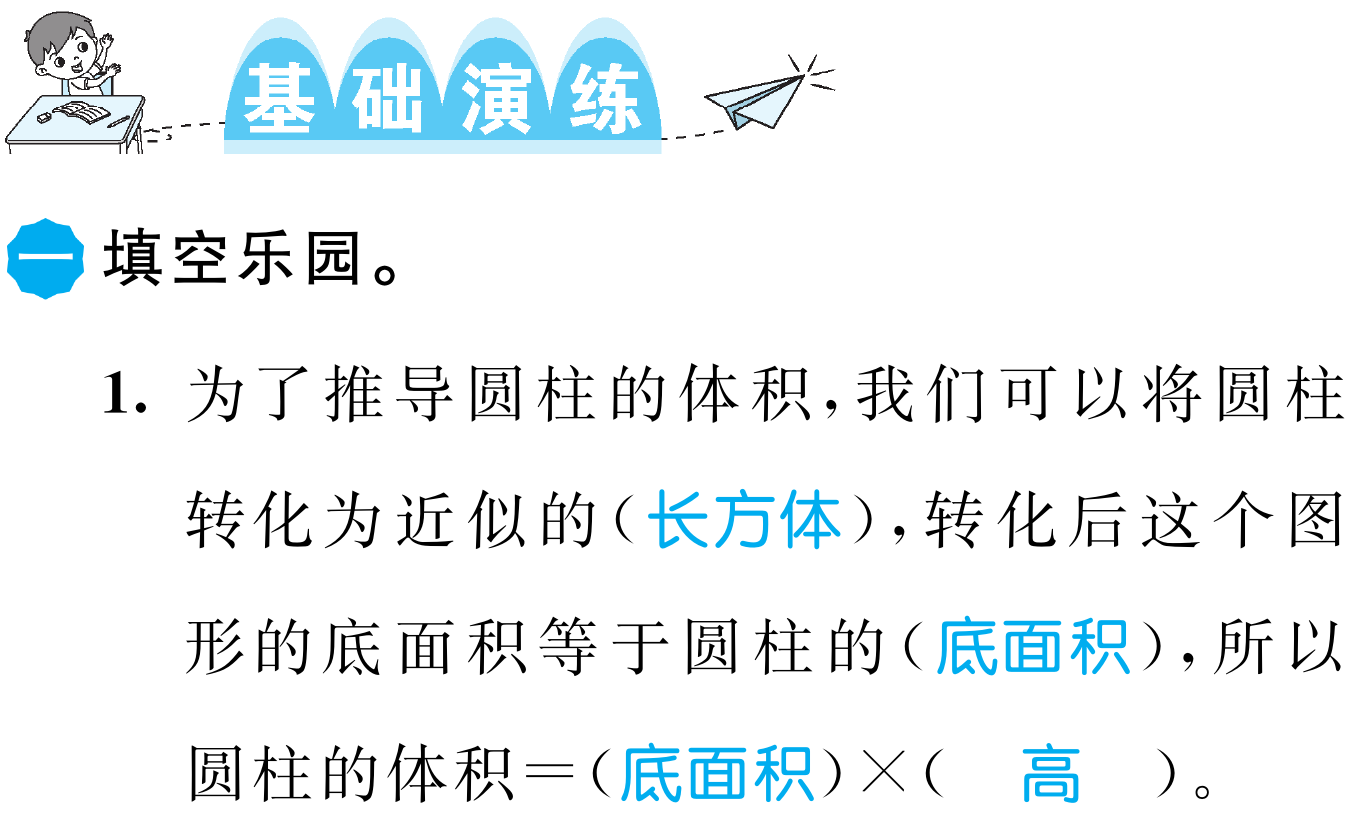 基础演练
一 填空乐园。
1. 为了推导圆柱的体积,我们可以将圆柱
转化为近似的(长方体),转化后这个图
形的底面积等于圆柱的(底面积),所以
圆柱的体积=(底面积)×( 高 )。